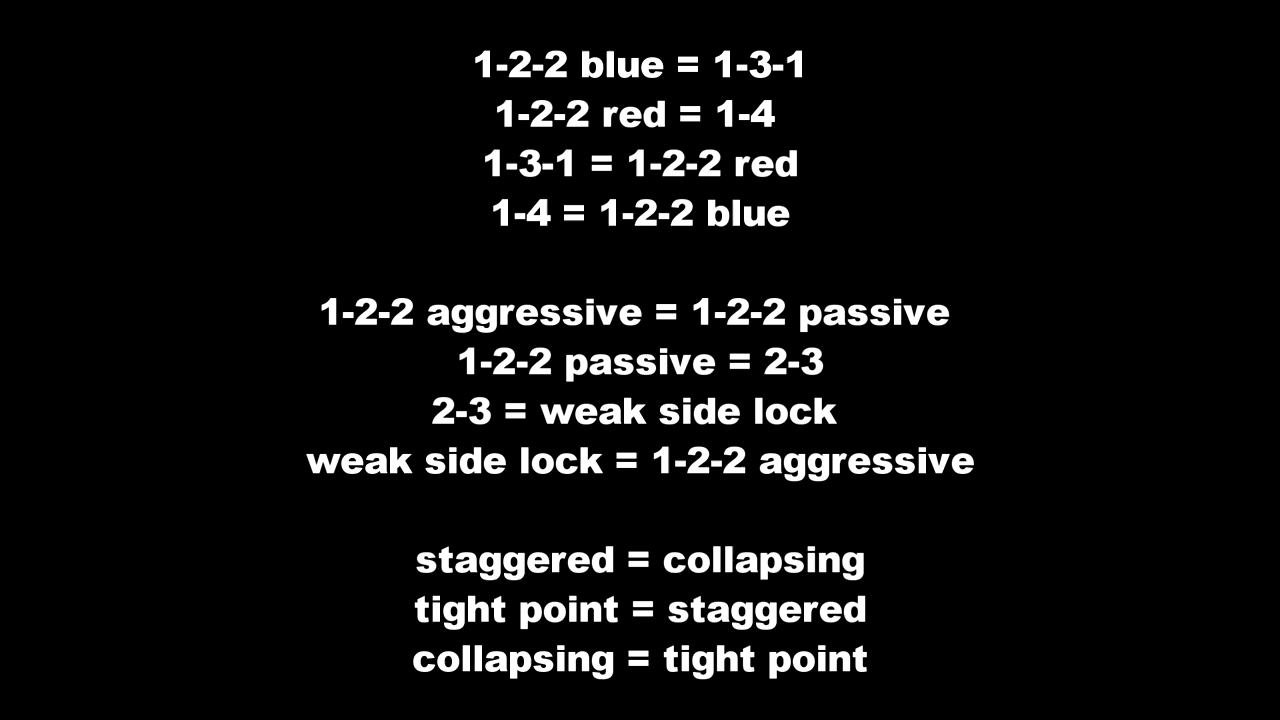 1-2-2 blue = 1-3-1
1-2-2 red = 1-4
1-3-1 = 1-2-2 red
1-4 = 1-2-2 blue
1-2-2 aggressive = 1-2-2 passive
1-2-2 passive = 2-3
2-3 = weak side lock
weak side lock = 1-2-2 aggressive
staggered = collapsing
tight point = staggered
collapsing = tight point